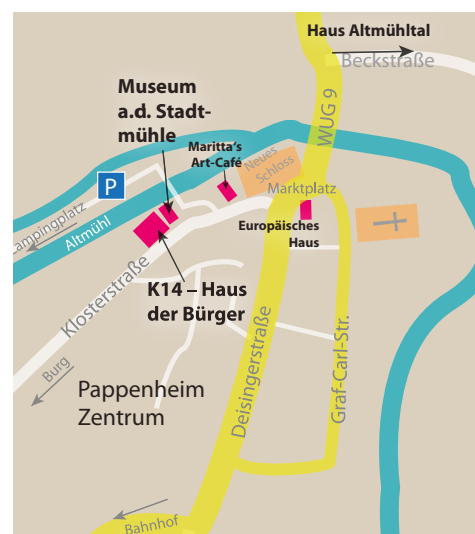 Haus Altmühltal
Beckstraße
WUG 9
Museum
a.d. Stadt-
mühle
Maritta‘s
Art-Café
Neues
Schloss
Marktplatz
P
Europäisches
Haus
Campingplatz
Altmühl
Klosterstraße
K14 – Haus
der Bürger
Burg
Pappenheim
Zentrum
Deisingerstraße
Graf-Carl-Str.
Bahnhof